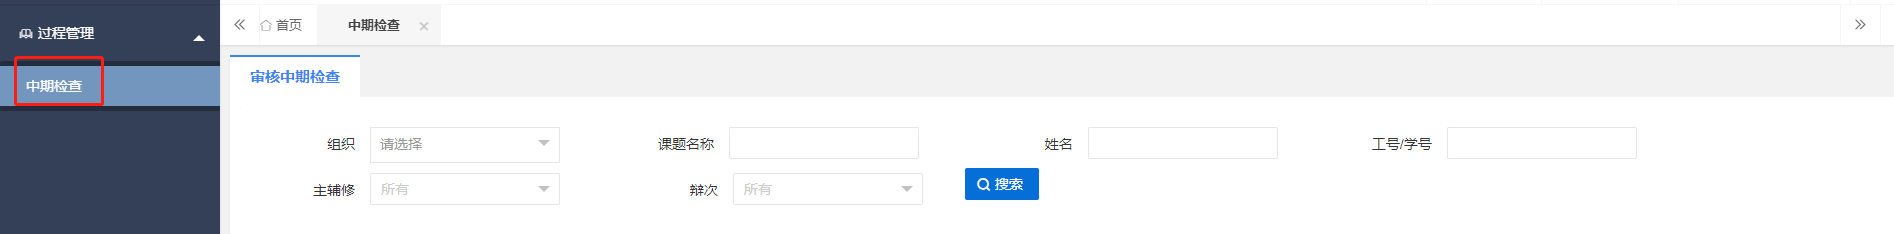 过程管理
中期检查
首页
中期检查
审核中期检查
组织 请选择 课题名称 姓名 工号/学号
主辅修 所有 辩次 所有 搜索